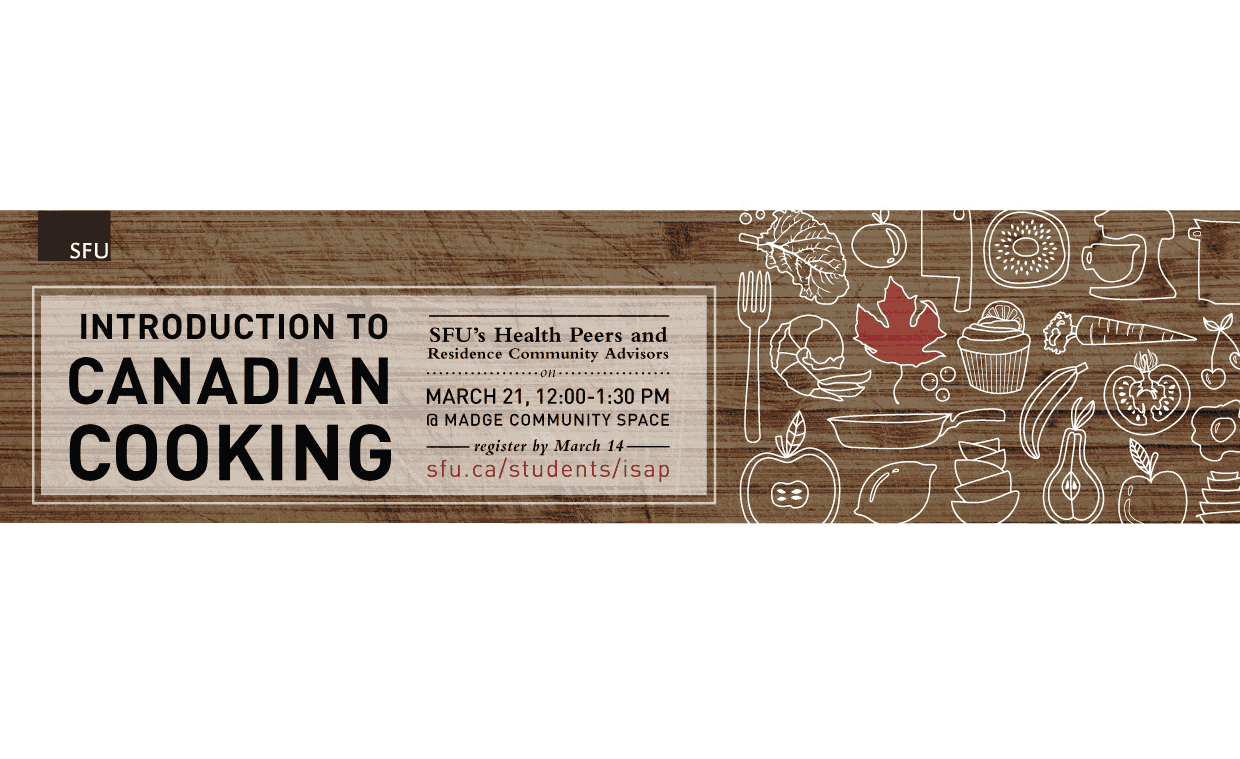 SFU
INTRODUCTION TO
CANADIAN
COOKING
SFU's Health Peers and
Residence Community Advisors
on
MARCH 21, 12:00-1:30 PM
@ MADGE COMMUNITY SPACE
register by March 14
sfu.ca/students/isap